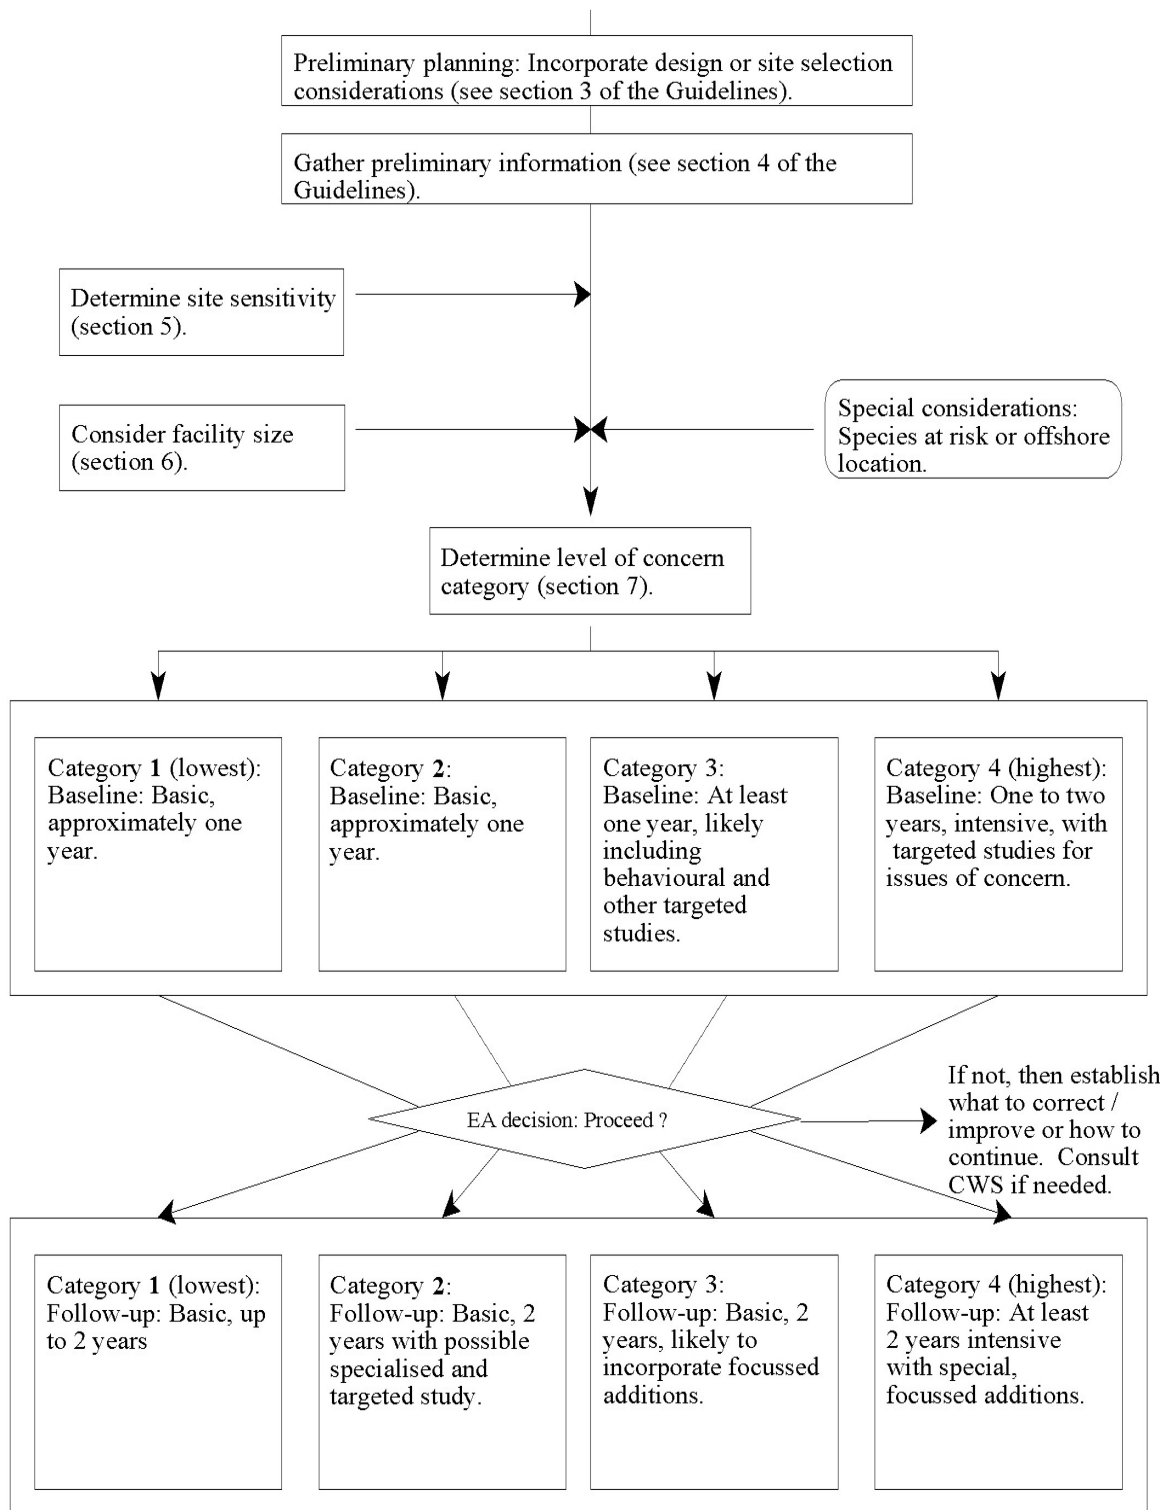 Preliminary planning: Incorporate design or site selection
considerations (see section 3 of the Guidelines).
Gather preliminary information (see section 4 of the
Guidelines).
Determine site sensitivity
(section 5).
Consider facility size
(section 6).
Special considerations:
Species at risk or offshore
location.
Determine level of concern
category (section 7).
Category 1 (lowest):
Baseline: Basic,
approximately one
year.
Category 2:
Baseline: Basic,
approximately one
year.
Category 3:
Baseline: At least
one year, likely
including
behavioural and
other targeted
studies.
Category 4 (highest):
Baseline: One to two
years, intensive, with
targeted studies for
issues of concern.
EA decision: Proceed ?
If not, then establish
what to correct /
improve or how to
continue.  Consult
CWS if needed.
Category 1 (lowest):
Follow-up: Basic, up
to 2 years
Category 2:
Follow-up: Basic, 2
years with possible
specialised and
targeted study.
Category 3:
Follow-up: Basic, 2
years, likely to
incorporate focussed
additions.
Category 4 (highest):
Follow-up: At least
2 years intensive
with special,
focussed additions.